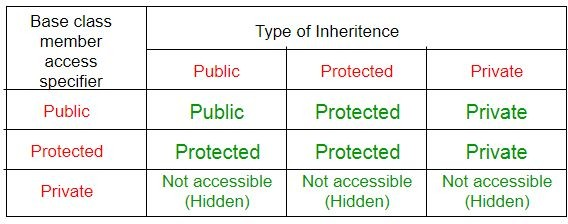 Base class
member
access
specifier
Type of Inheritence
Public Protected Private
Public Public Protected Private
Protected Protected Protected Private
Private Not accessible (Hidden) Not accessible (Hidden) Not accessible (Hidden)